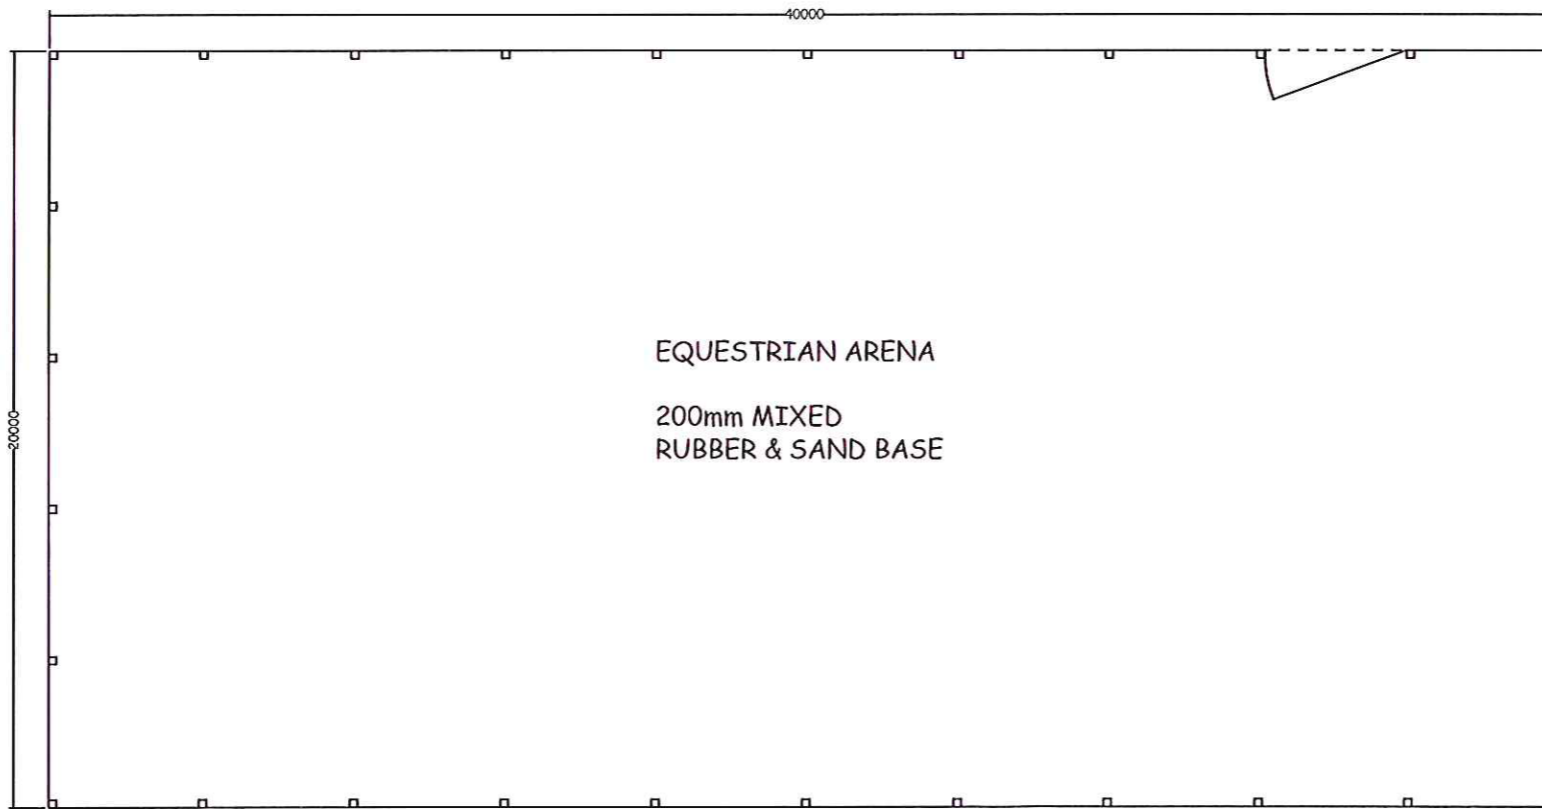 40000
20000
EQUESTRIAN ARENA
200mm MIXED
RUBBER & SAND BASE